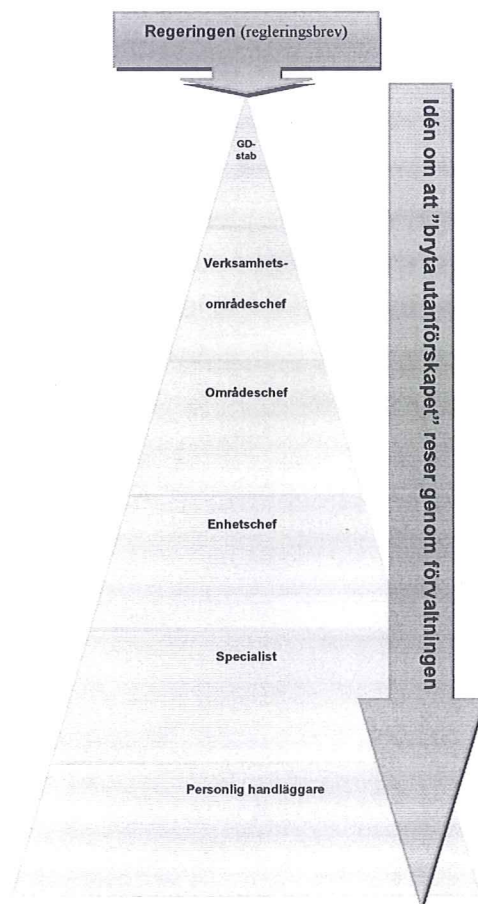 Regeringen (regleringsbrev)
GD-
stab
Verksamhets-
områdeschef
Områdeschef
Enhetschef
Specialist
Personlig handläggare
Idén om att ”bryta utanförskapet” reser genom förvaltningen